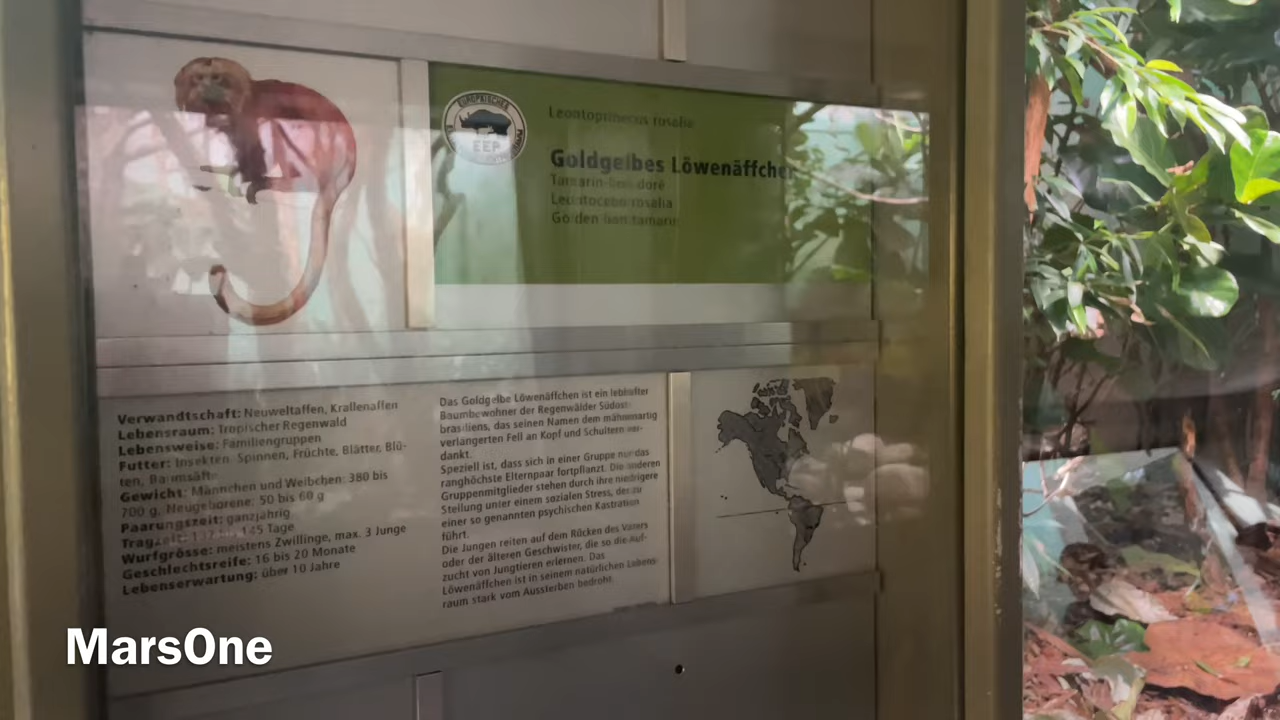 EUROPÄISCHES
EEP
Leontopithecus rosalia
Goldgelbes Löwenäffchen
Tamarin-lion doré
Leontocebo rosalia
Golden lion tamarin
Verwandtschaft: Neuweltaffen, Krallenaffen
Lebensraum: Tropischer Regenwald
Lebensweise: Familiengruppen
Futter: Insekten, Spinnen, Früchte, Blätter, Blü-
ten, Baumsäfte
Gewicht: Männchen und Weibchen: 380 bis
700 g, Neugeborene: 50 bis 60 g
Paarungszeit: ganzjährig
Tragzeit: 145 Tage
Wurfgrösse: meistens Zwillinge, max. 3 Junge
Geschlechtsreife: 16 bis 20 Monate
Lebenserwartung: über 10 Jahre
Das Goldgelbe Löwenäffchen ist ein lebhafter
Baumbewohner der Regenwälder Südost-
brasiliens, das seinen Namen dem mähnenartig
verlängerten Fell an Kopf und Schultern ver-
dankt.
Speziell ist, dass sich in einer Gruppe nur das
ranghöchste Elternpaar fortpflanzt. Die anderen
Gruppenmitglieder stehen durch ihre niedrigere
Stellung unter einem sozialen Stress, der zu
einer so genannten psychischen Kastration
führt.
Die Jungen reiten auf dem Rücken des Vaters
oder der älteren Geschwister, die so die Auf-
zucht von Jungtieren erlernen. Das
Löwenäffchen ist in seinem natürlichen Lebens-
raum stark vom Aussterben bedroht.
MarsOne